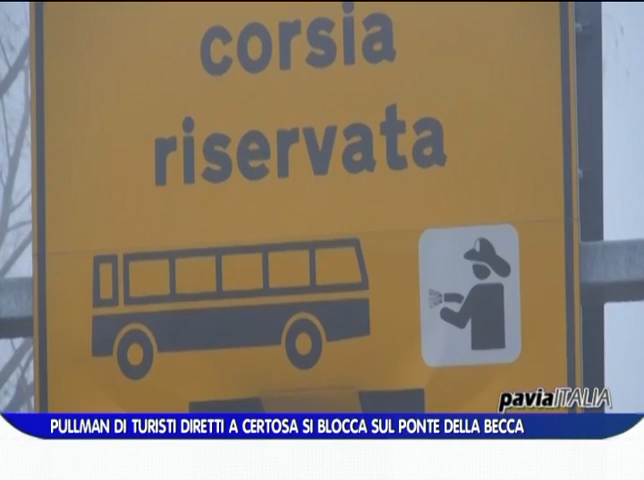 corsia
riservata
paviaITALIA
PULLMAN DI TURISTI DIRETTI A CERTOSA SI BLOCCA SUL PONTE DELLA BECCA